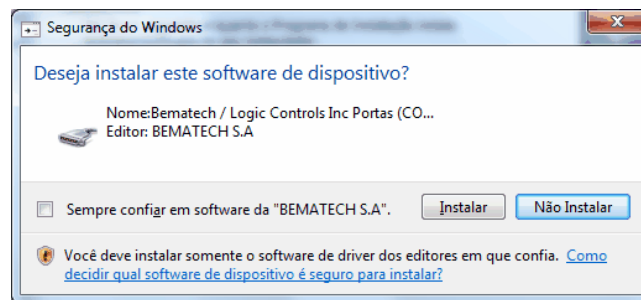 Segurança do Windows
Deseja instalar este software de dispositivo?
Nome:Bematech / Logic Controls Inc Portas (CO...
Editor: BEMATECH S.A
Sempre confiar em software da "BEMATECH S.A".
Instalar
Não Instalar
Você deve instalar somente o software de driver dos editores em que confia. Como
decidir qual software de dispositivo é seguro para instalar?